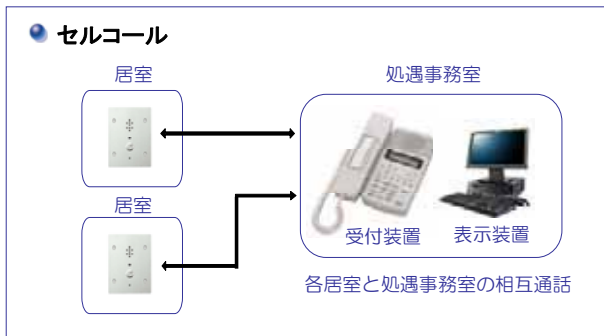 セルコール
居室
処遇事務室
居室
受付装置
表示装置
各居室と処遇事務室の相互通話